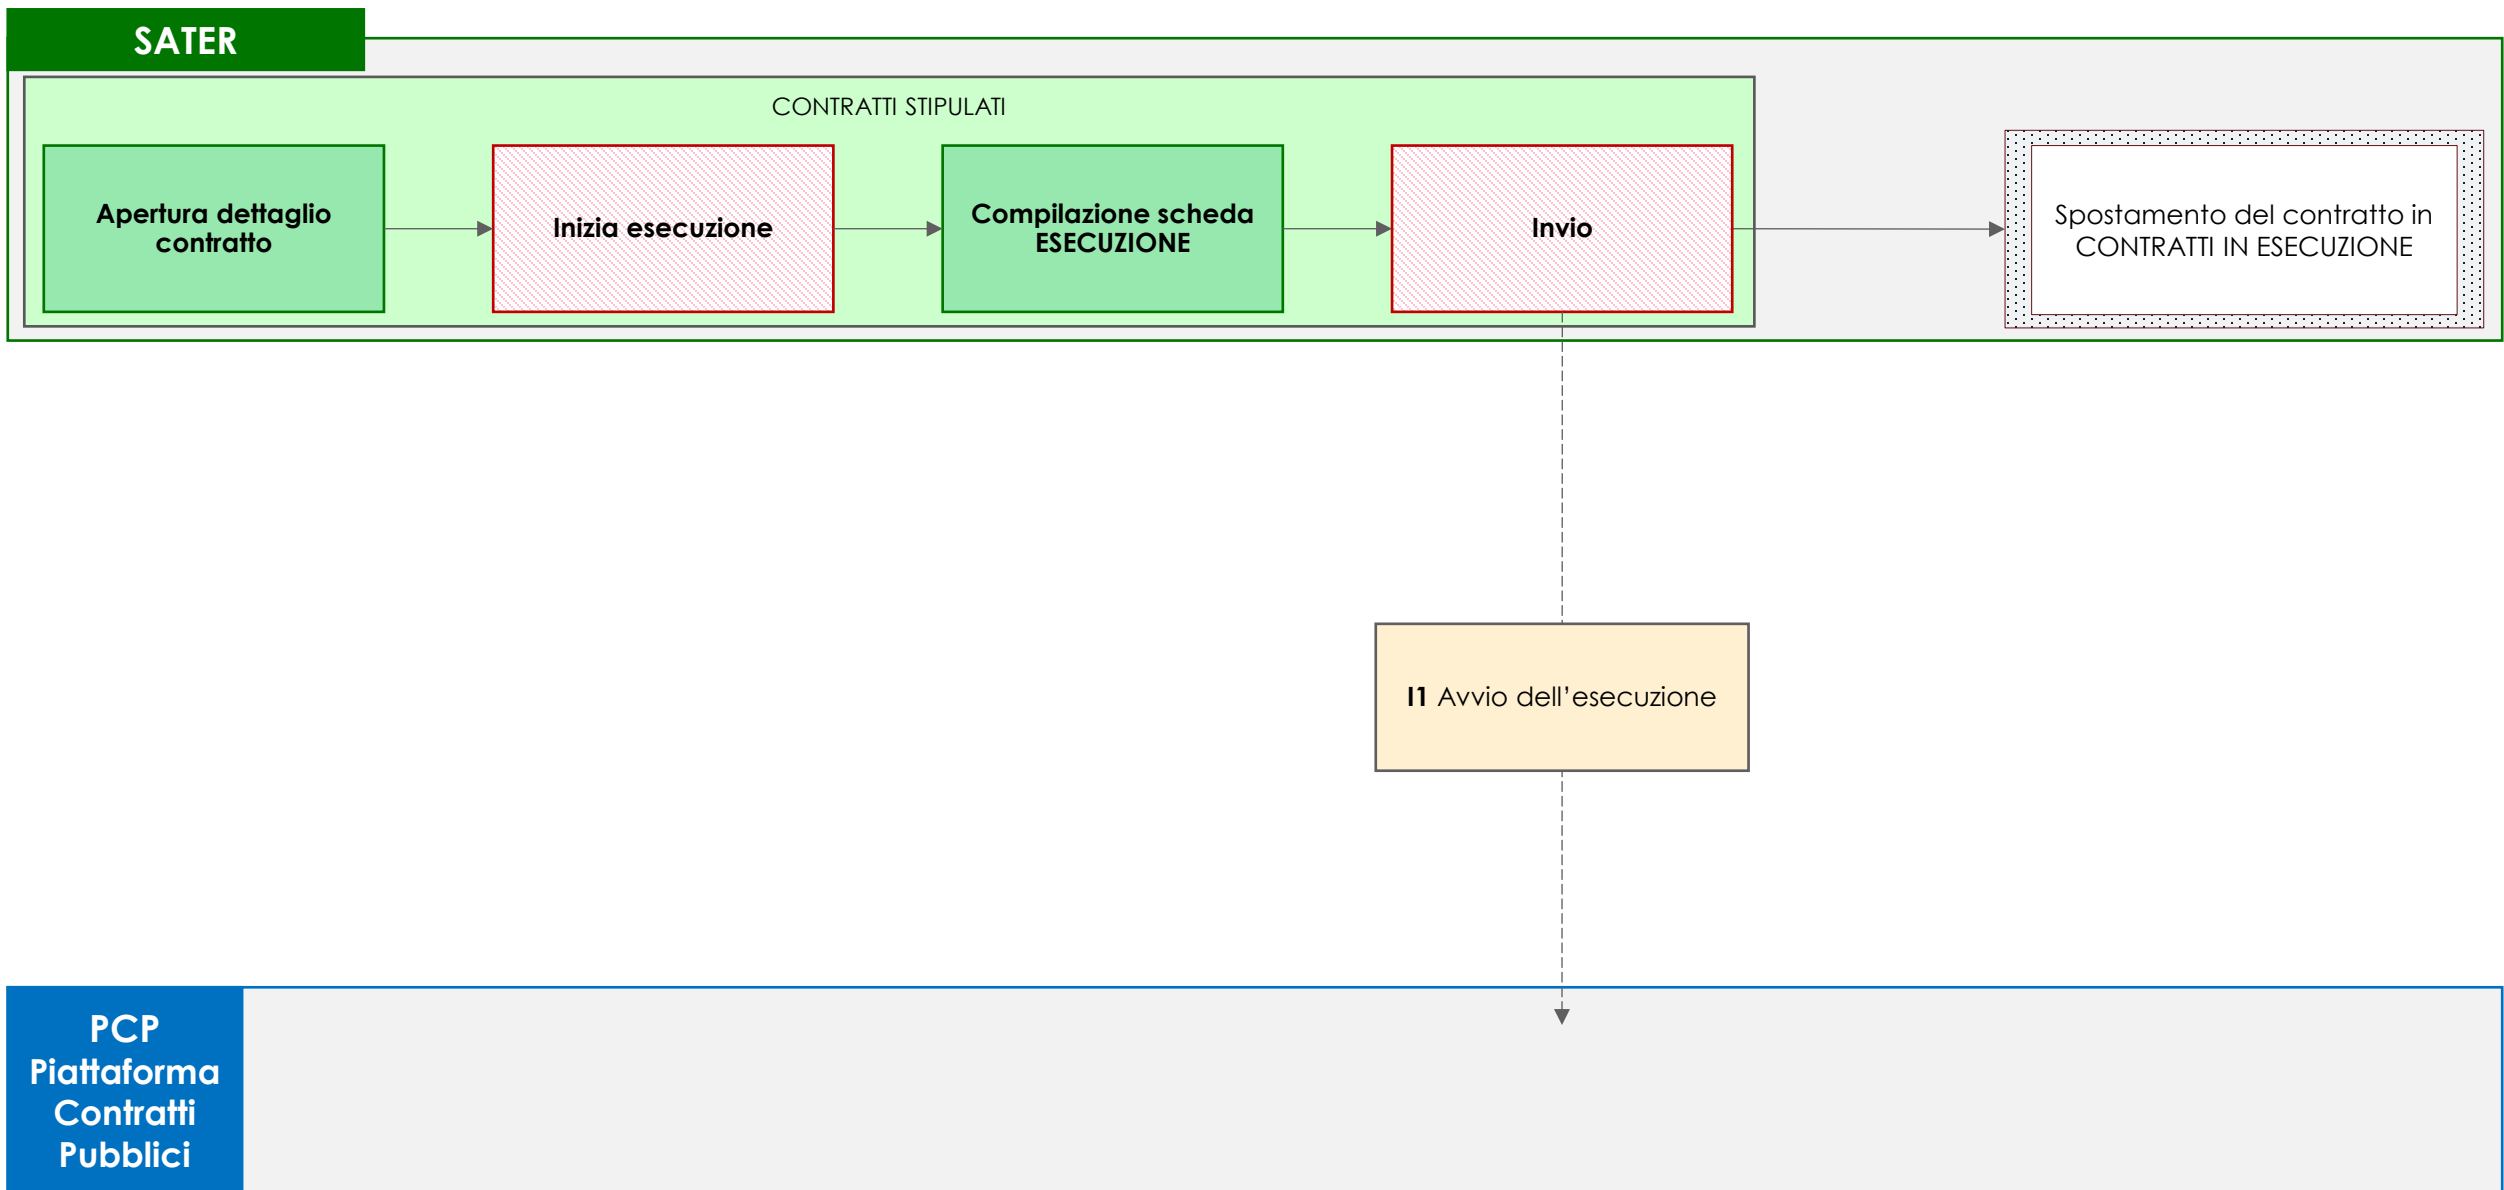 SATER
CONTRATTI STIPULATI
Apertura dettaglio
contratto
Inizia esecuzione
Compilazione scheda
ESECUZIONE
Invio
Spostamento del contratto in
CONTRATTI IN ESECUZIONE
I1 Avvio dell’esecuzione
PCP
Piattaforma
Contratti
Pubblici